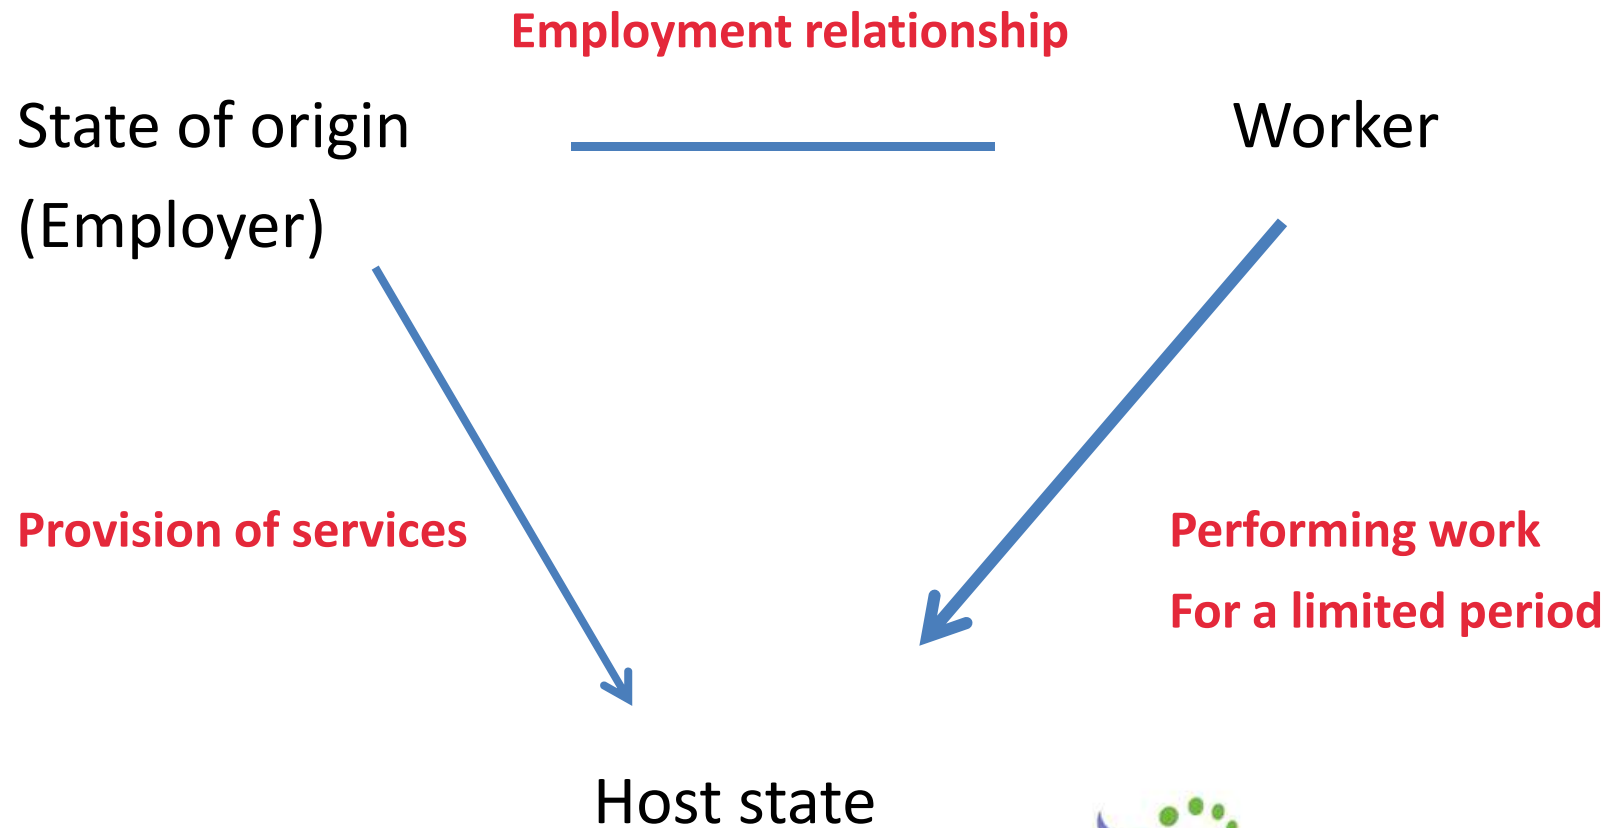 Employment relationship
State of origin
(Employer)
Worker
Provision of services
Performing work
For a limited period
Host state